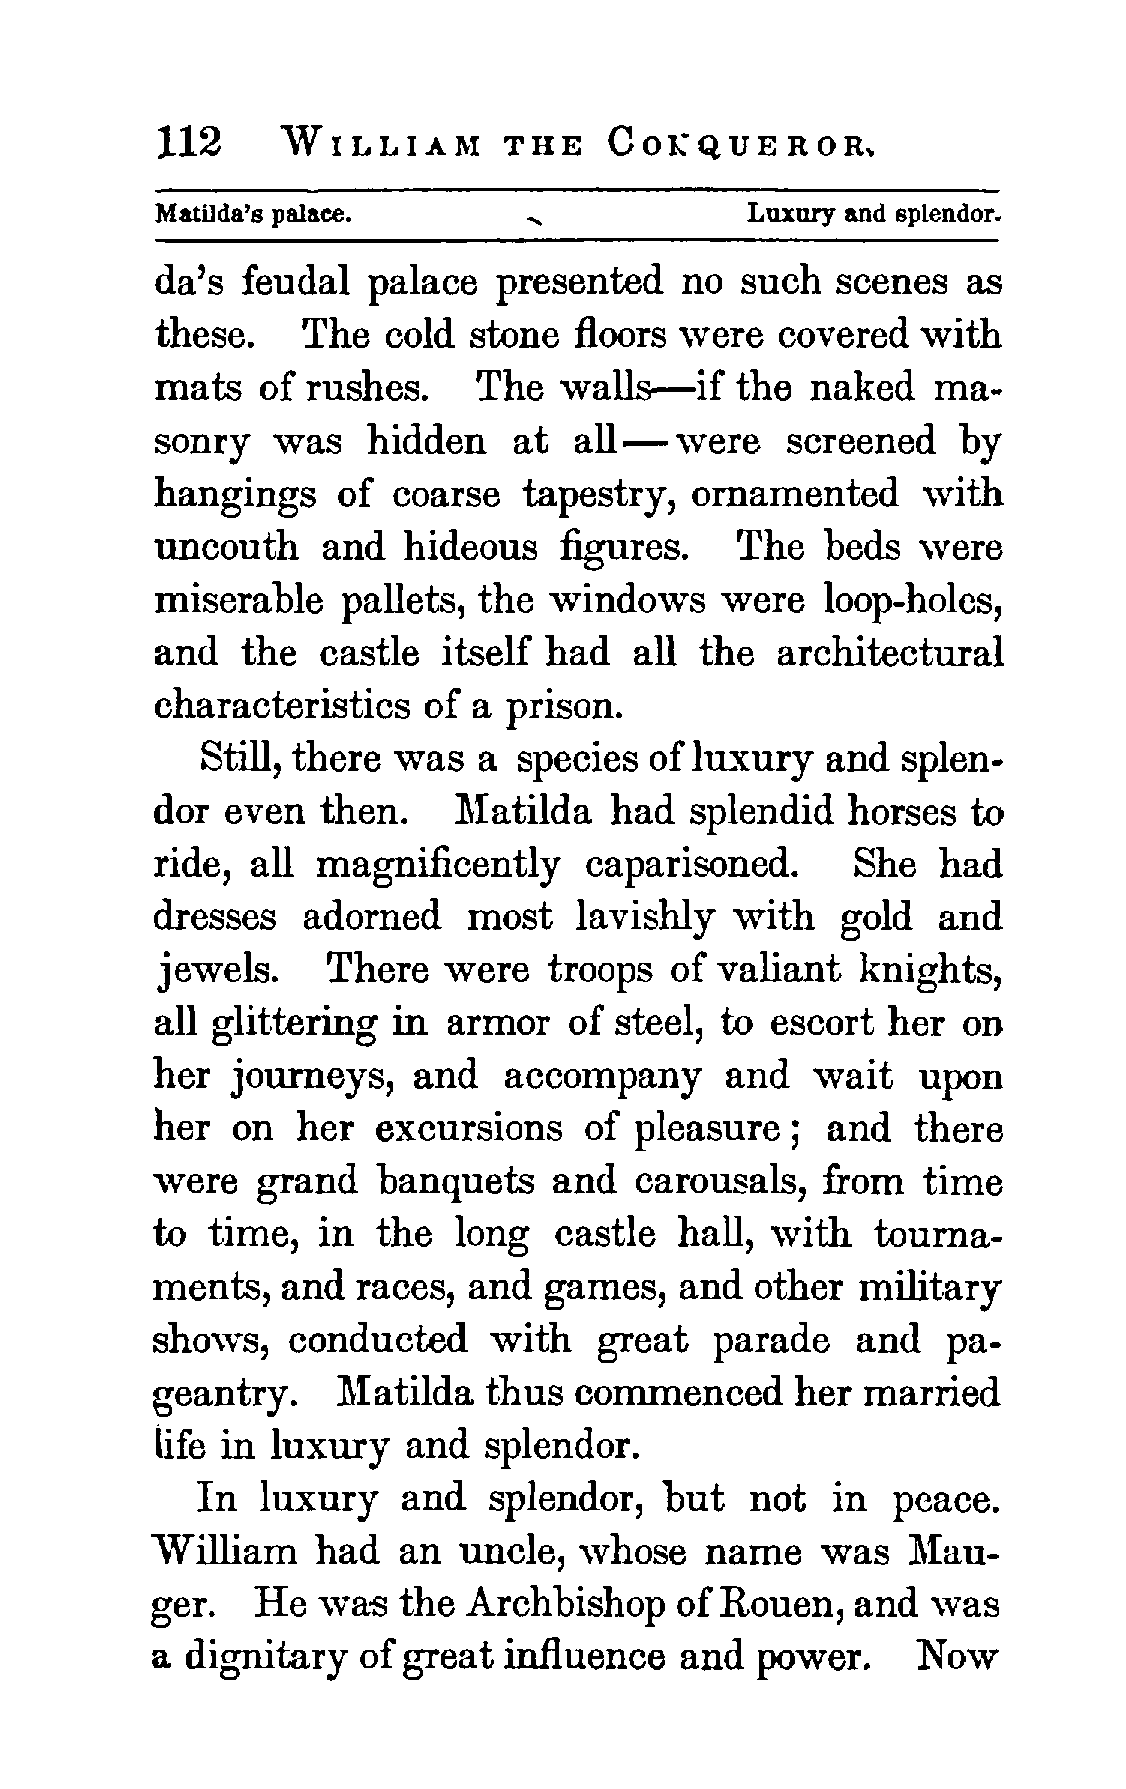 112 William the Conqueror.
Matilda's palace. Luxury and splendor.
da's feudal palace presented no such scenes as
these. The cold stone floors were covered with
mats of rushes. The walls—if the naked ma-
sonry was hidden at all—were screened by
hangings of coarse tapestry, ornamented with
uncouth and hideous figures. The beds were
miserable pallets, the windows were loop-holes,
and the castle itself had all the architectural
characteristics of a prison.
Still, there was a species of luxury and splen-
dor even then. Matilda had splendid horses to
ride, all magnificently caparisoned. She had
dresses adorned most lavishly with gold and
jewels. There were troops of valiant knights,
all glittering in armor of steel, to escort her on
her journeys, and accompany and wait upon
her on her excursions of pleasure; and there
were grand banquets and carousals, from time
to time, in the long castle hall, with tourna-
ments, and races, and games, and other military
shows, conducted with great parade and pa-
geantry. Matilda thus commenced her married
life in luxury and splendor.
In luxury and splendor, but not in peace.
William had an uncle, whose name was Mau-
ger. He was the Archbishop of Rouen, and was
a dignitary of great influence and power. Now